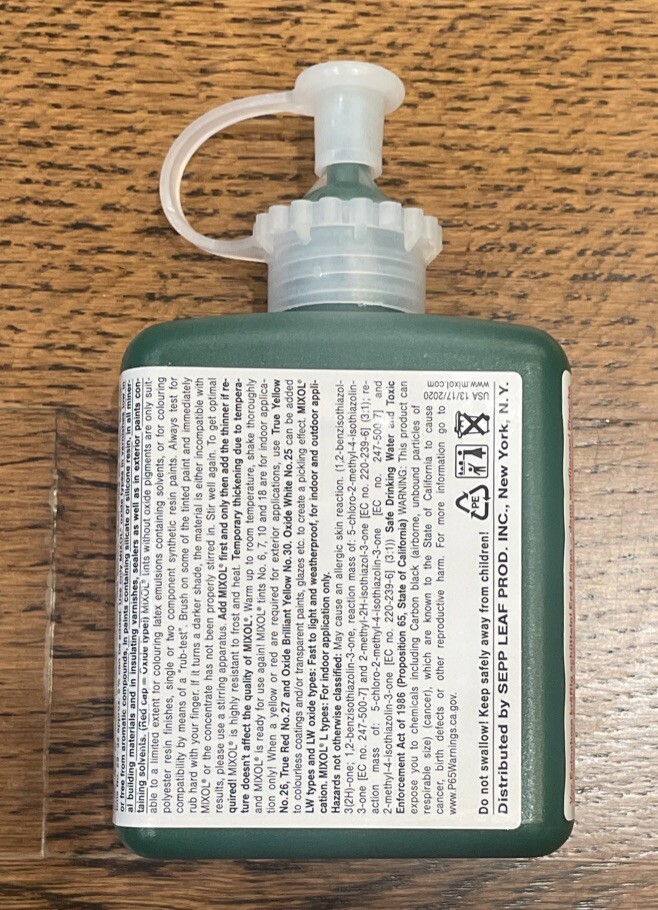 or free from aromatic compounds, in paints containing silicate or silicone resin, in all miner-
al building materials and in insulating varnishes, sealers as well as in exterior paints con-
taining solvents. (Red cap = oxide type!) MIXOL® tints without oxide pigments are only suit-
able to a limited extent for colouring latex emulsions containing solvents, or for colouring
polyester resin finishes, single or two component synthetic resin paints. Always test for
compatibility by means of a "rub-test". Brush on some of the tinted paint and immediately
rub hard with your finger. If it turns a darker shade, the material is either incompatible with
MIXOL® or the concentrate has not been properly stirred in. Stir well again. To get optimal
results, please use a stirring apparatus. Add MIXOL® first and only then add the thinner if re-
quired! MIXOL® is highly resistant to frost and heat. Temporary thickening due to tempera-
ture doesn't affect the quality of MIXOL®. Warm up to room temperature, shake thoroughly
and MIXOL® is ready for use again! MIXOL® tints No. 6, 7, 10 and 18 are for indoor applica-
tion only! When a yellow or red are required for exterior applications, use True Yellow
No.26, True Red No.27 and Oxide Brilliant Yellow No.30. Oxide White No.25 can be added
to colourless coatings and/or transparent paints, glazes etc. to create a pickling effect. MIXOL®
LW types and LW oxide types: Fast to light and weatherproof, for indoor and outdoor appli-
cation. MIXOL® L types: For indoor application only.
Hazards not otherwise classified: May cause an allergic skin reaction. (1,2-benzisothiazol-
3(2H)-one; 1,2-benzisothiazolin-3-one, reaction mass of: 5-chloro-2-methyl-4-isothiazolin-
3-one [EC no. 247-500-7] and 2-methyl-2H-isothiazol-3-one [EC no. 220-239-6] (3:1); re-
action mass of: 5-chloro-2-methyl-4-isothiazolin-3-one [EC no. 247-500-7] and
2-methyl-4-isothiazolin-3-one [EC no. 220-239-6] (3:1)) Safe Drinking Water and Toxic
Enforcement Act of 1986 (Proposition 65, State of California) WARNING: This product can
expose you to chemicals including Carbon black (airborne, unbound particles of
respirable size) (cancer), which are known to the State of California to cause
cancer, birth defects or other reproductive harm. For more information go to
www.P65Warnings.ca.gov.
Do not swallow! Keep safely away from children!
PE
Distributed by SEPP LEAF PROD. INC., New York, N.Y.
USA 13/17/2020
www.mixol.com